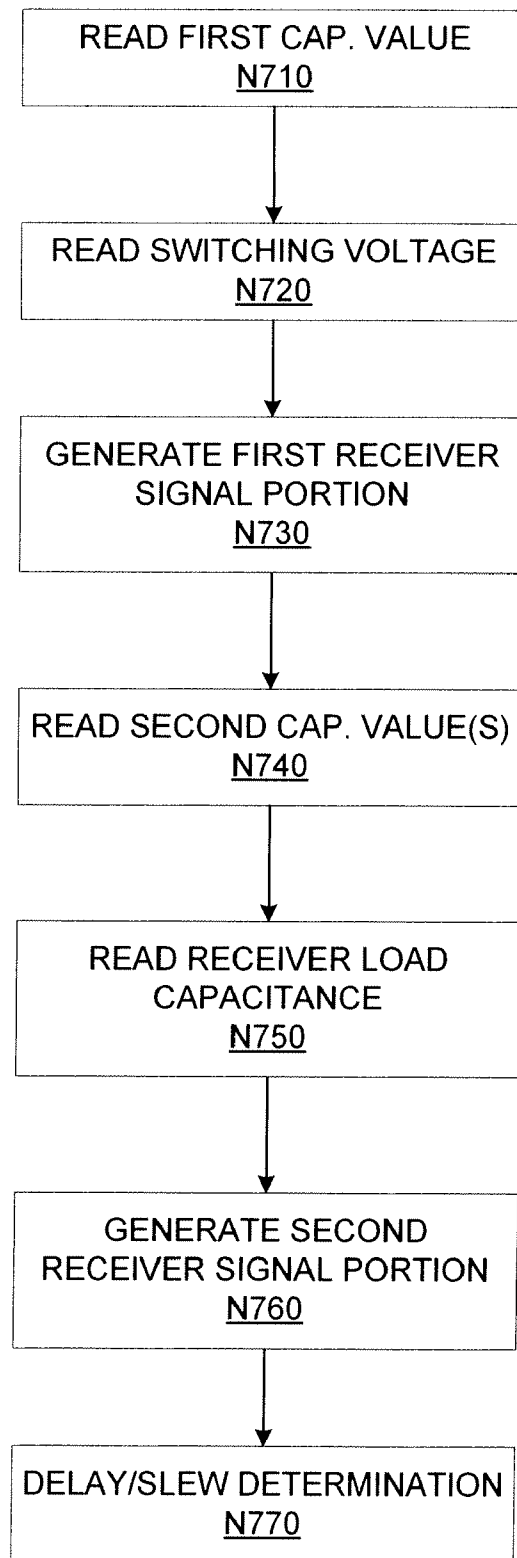 READ FIRST CAP. VALUE
N710
READ SWITCHING VOLTAGE
N720
GENERATE FIRST RECEIVER
SIGNAL PORTION
N730
READ SECOND CAP. VALUE(S)
N740
READ RECEIVER LOAD
CAPACITANCE
N750
GENERATE SECOND
RECEIVER SIGNAL PORTION
N760
DELAY/SLEW DETERMINATION
N770